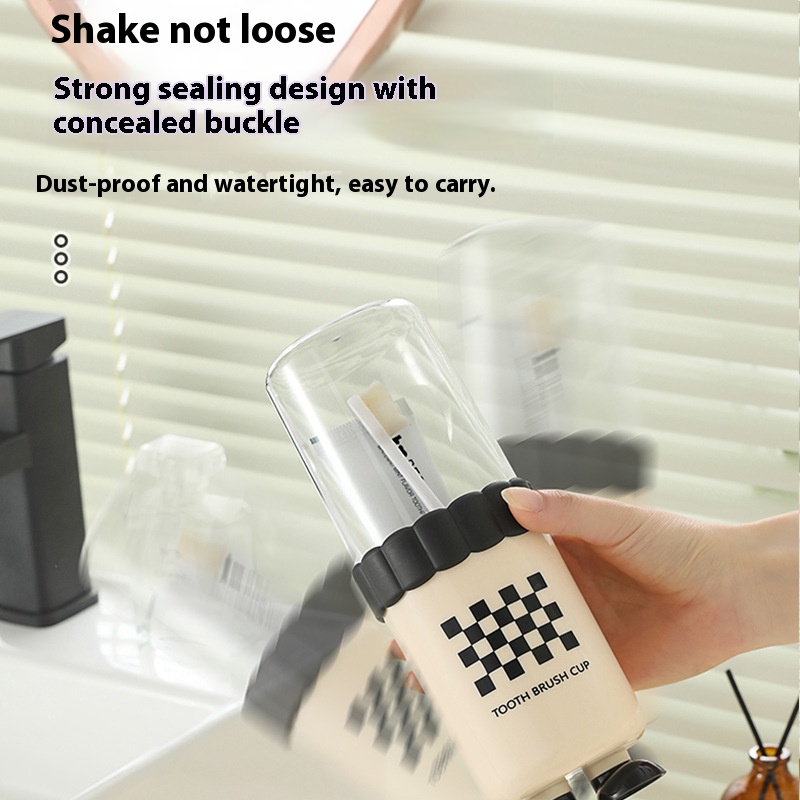 Shake not loose
Strong sealing design with
concealed buckle
Dust-proof and watertight, easy to carry.
TOOTH BRUSH CUP